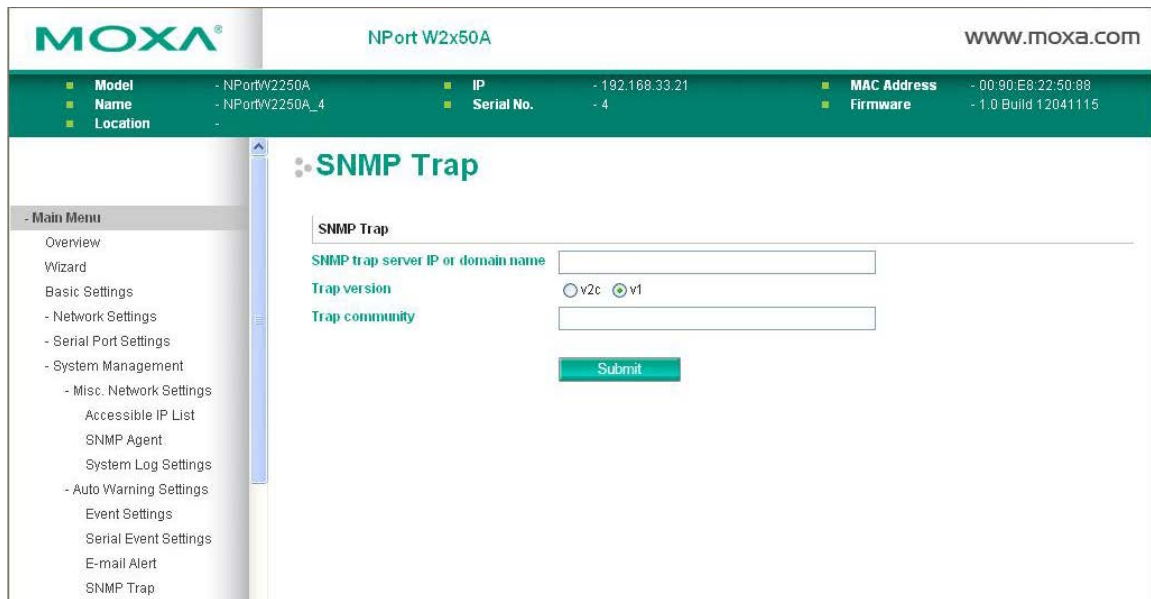 MOXA®
NPort W2x50A
www.moxa.com
Model - NPortW2250A
IP - 192.168.33.21
MAC Address - 00:90:E8:22:50:88
Name - NPortW2250A_4
Serial No. - 4
Firmware - 1.0 Build 12041115
Location -
SNMP Trap
- Main Menu
Overview
Wizard
Basic Settings
- Network Settings
- Serial Port Settings
- System Management
- Misc. Network Settings
Accessible IP List
SNMP Agent
System Log Settings
- Auto Warning Settings
Event Settings
Serial Event Settings
E-mail Alert
SNMP Trap
SNMP Trap
SNMP trap server IP or domain name
Trap version v2c v1
Trap community
Submit